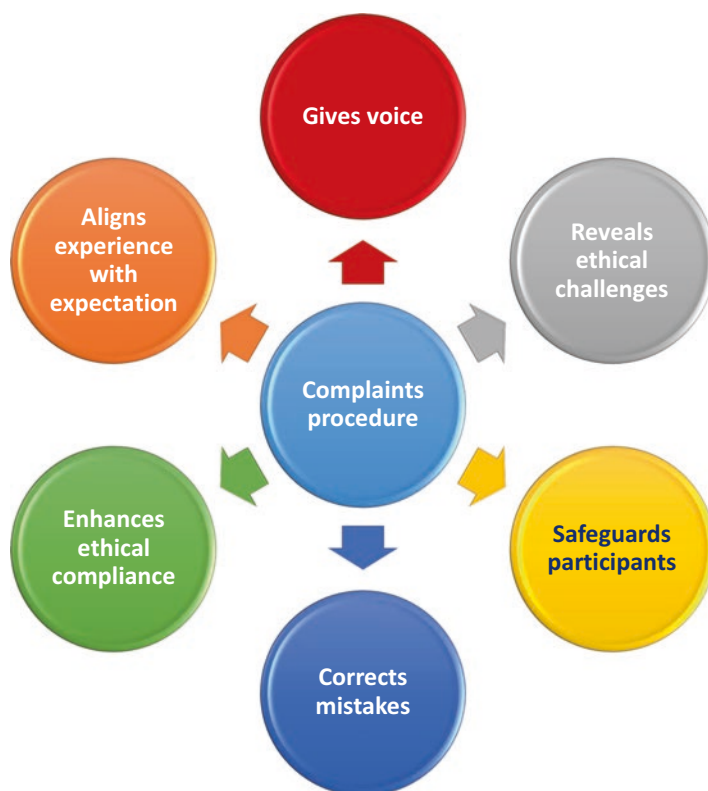 Gives voice
Reveals
ethical
challenges
Safeguards
participants
Corrects
mistakes
Enhances
ethical
compliance
Aligns
experience
with
expectation
Complaints
procedure